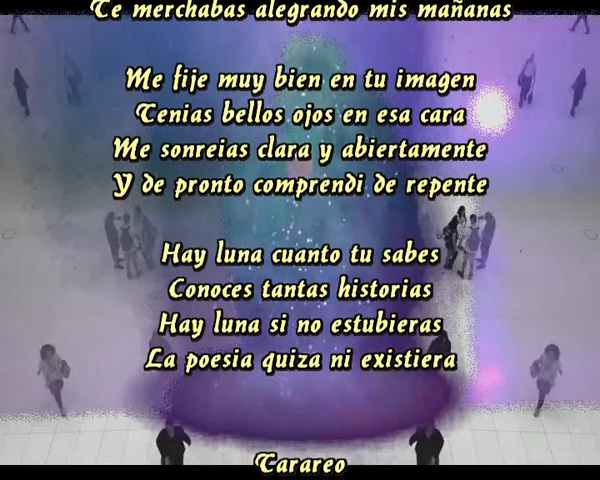 Te merchabas alegrando mis mañanas
Me fije muy bien en tu imagen
Tenias bellos ojos en esa cara
Me sonreias clara y abiertamente
Y de pronto comprendi de repente
Hay luna cuanto tu sabes
Conoces tantas historias
Hay luna si no estubieras
La poesia quiza ni existiera
Carareo